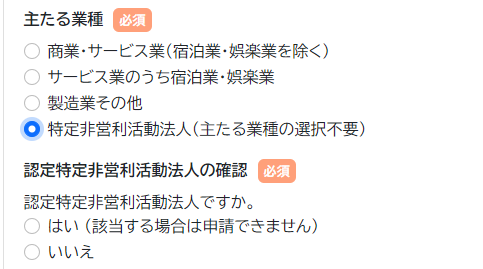 主たる業種 必須
商業・サービス業(宿泊業・娯楽業を除く)
サービス業のうち宿泊業・娯楽業
製造業その他
特定非営利活動法人(主たる業種の選択不要)
認定特定非営利活動法人の確認 必須
認定特定非営利活動法人ですか。
はい (該当する場合は申請できません)
いいえ